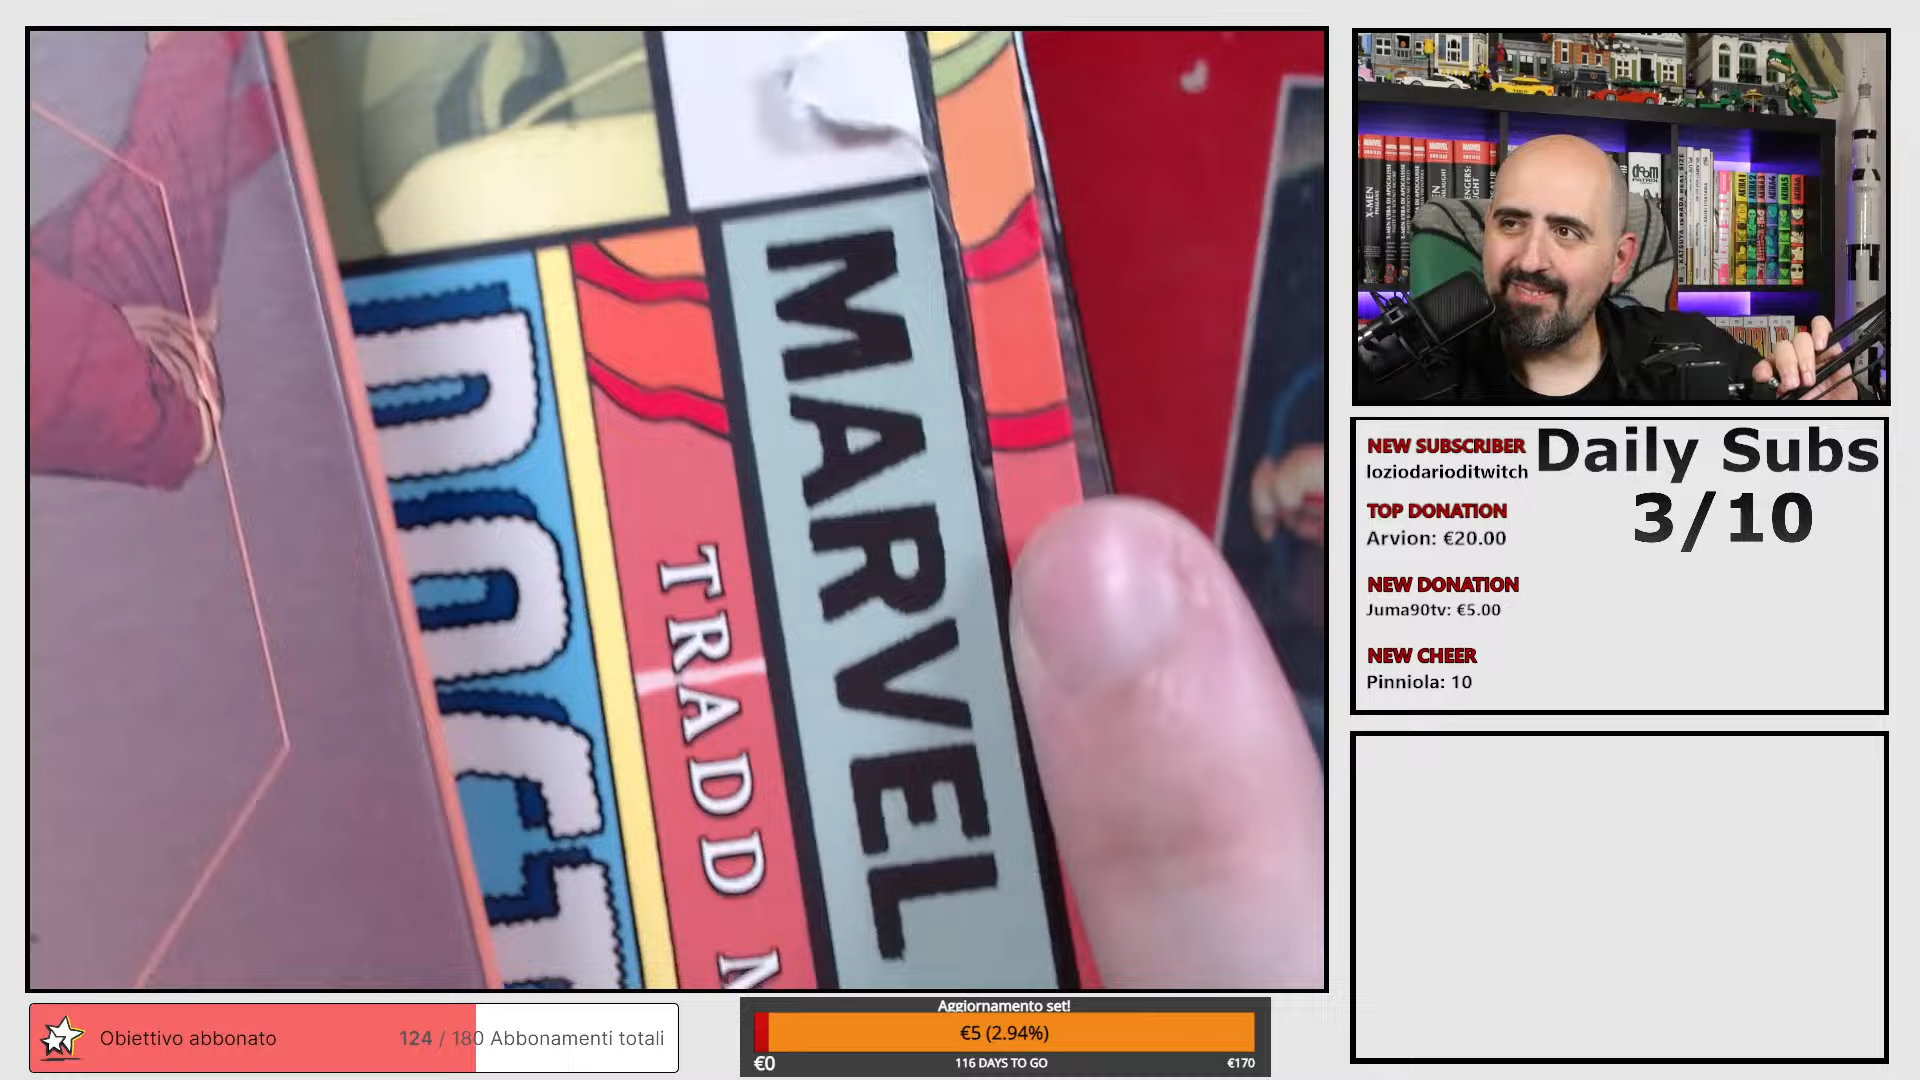 MARVEL
TRADD M
DOCT
X-MEN
NEW SUBSCRIBER
loziodarioditwitch
Daily Subs
3/10
TOP DONATION
Arvion: €20.00
NEW DONATION
Juma90tv: €5.00
NEW CHEER
Pinniola: 10
Obiettivo abbonato
124 / 180 Abbonamenti totali
Aggiornamento set!
€5 (2.94%)
€0
116 DAYS TO GO
€170